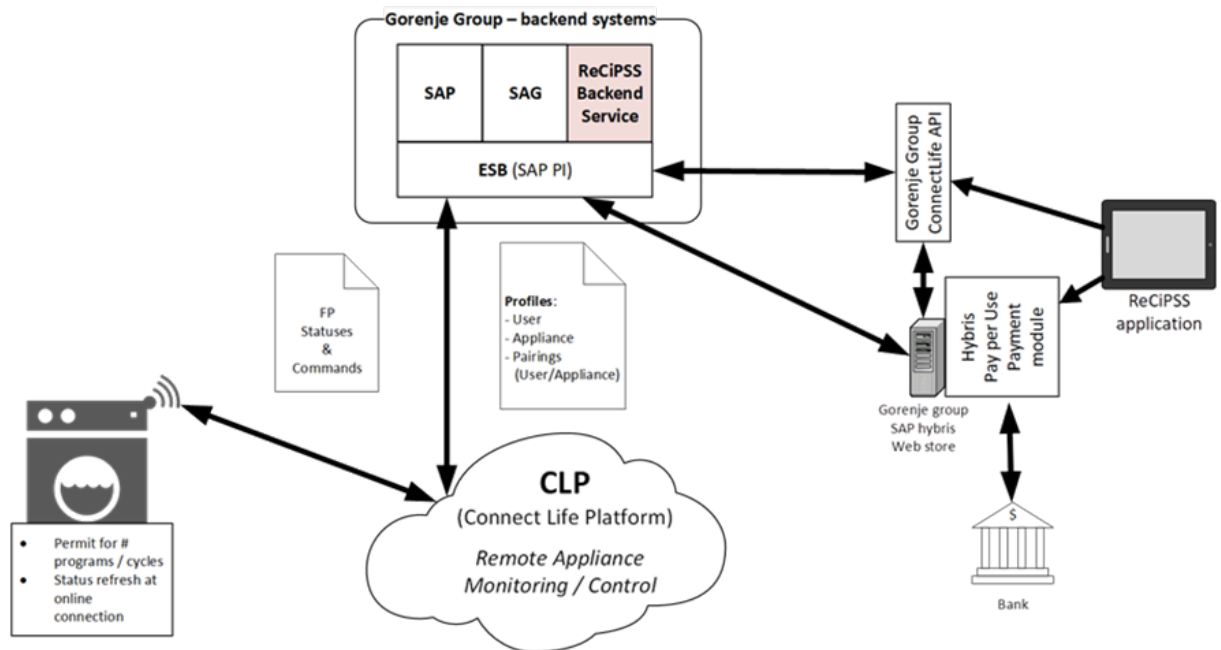 Gorenje Group – backend systems
SAP
SAG
ReCiPSS
Backend
Service
ESB (SAP PI)
Gorenje Group
ConnectLife API
ReCiPSS
application
Hybris
Pay per Use
Payment
module
Gorenje group
SAP hybris
Web store
$
Bank
FP
Statuses
&
Commands
Profiles:
- User
- Appliance
- Pairings
(User/Appliance)
CLP
(Connect Life Platform)
Remote Appliance
Monitoring / Control
• Permit for #
programs / cycles
• Status refresh at
online
connection